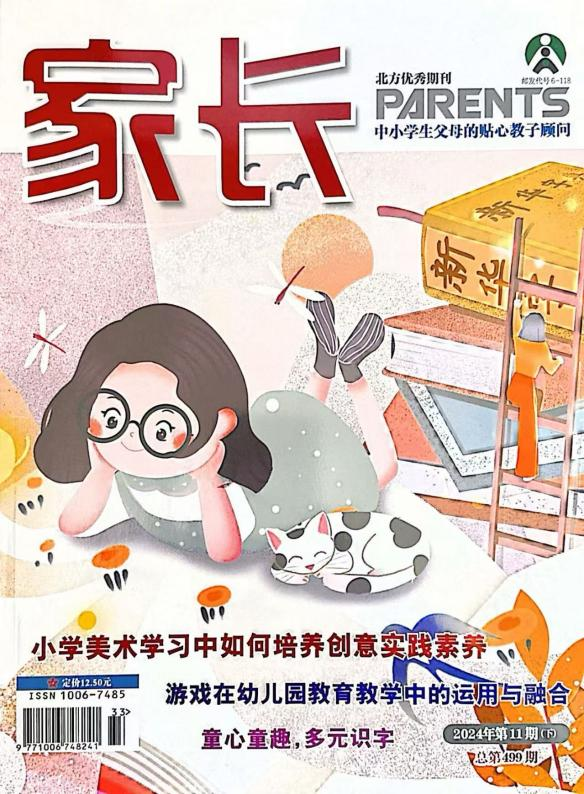 家长
北方优秀期刊
邮发代号6-118
PARENTS
中小学生父母的贴心教子顾问
新华字
新华字
小学美术学习中如何培养创意实践素养
定价12.50元
ISSN 1006-7485
33>
9 771006 748241
游戏在幼儿园教育教学中的运用与融合
童心童趣,多元识字
2024年第11期(下)
总第499期